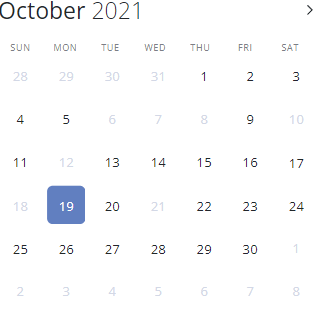 October 2021
SUN MON TUE WED THU FRI SAT
28 29 30 31 1 2 3
4 5 6 7 8 9 10
11 12 13 14 15 16 17
18 19 20 21 22 23 24
25 26 27 28 29 30 1
2 3 4 5 6 7 8